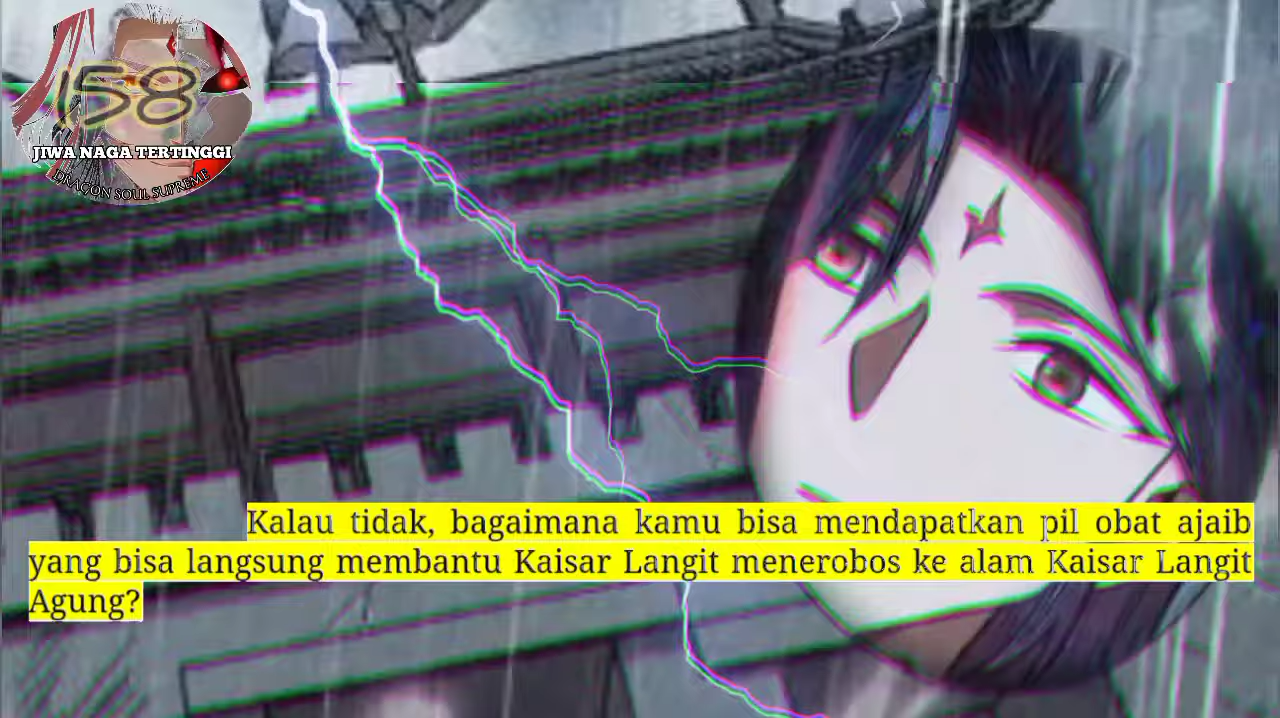 158
JIWA NAGA TERTINGGI
DRAGON SOUL SUPREME
Kalau tidak, bagaimana kamu bisa mendapatkan pil obat ajaib
yang bisa langsung membantu Kaisar Langit menerobos ke alam Kaisar Langit
Agung?